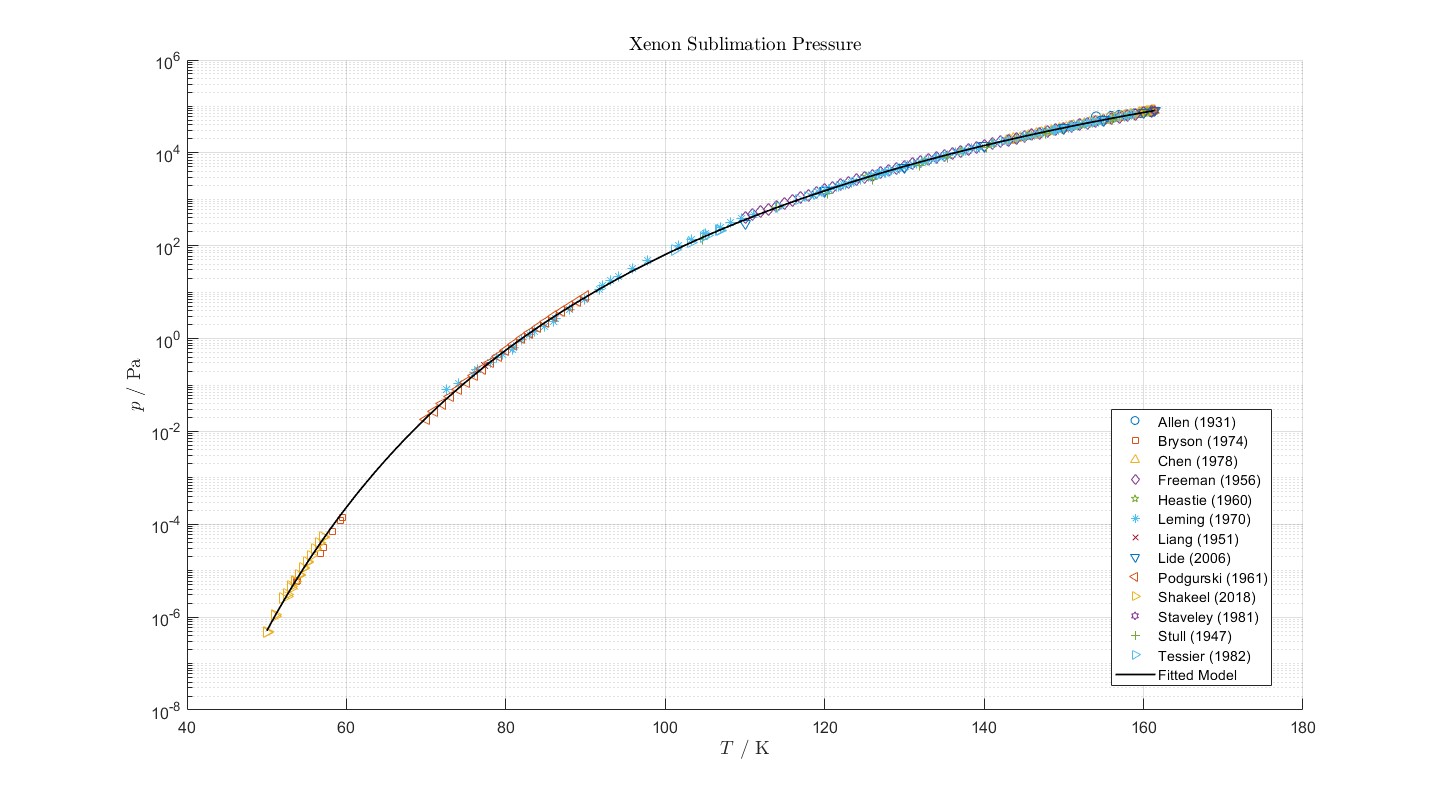 Xenon Sublimation Pressure
10^6
10^4
10^2
10^0
10^-2
10^-4
10^-6
10^-8
p / Pa
40 60 80 100 120 140 160 180
T / K
Allen (1931)
Bryson (1974)
Chen (1978)
Freeman (1956)
Heastie (1960)
Leming (1970)
Liang (1951)
Lide (2006)
Podgurski (1961)
Shakeel (2018)
Staveley (1981)
Stull (1947)
Tessier (1982)
Fitted Model